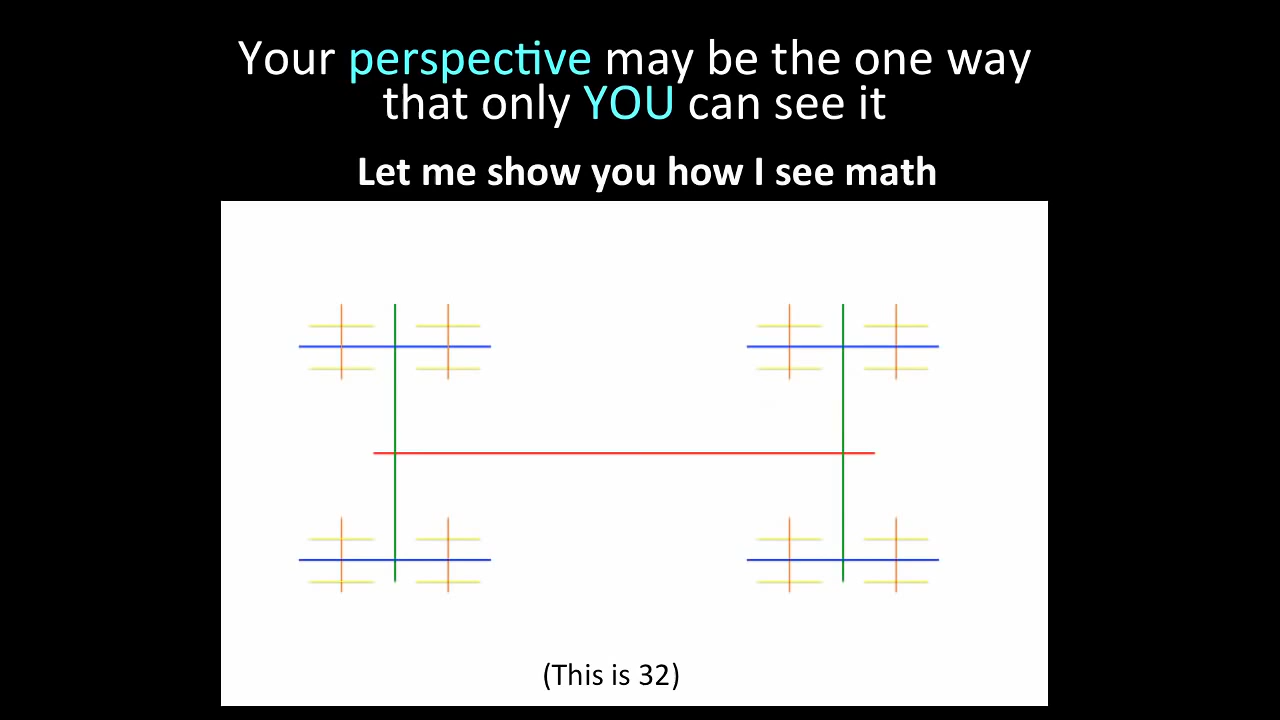 Your perspective may be the one way
that only YOU can see it
Let me show you how I see math
(This is 32)